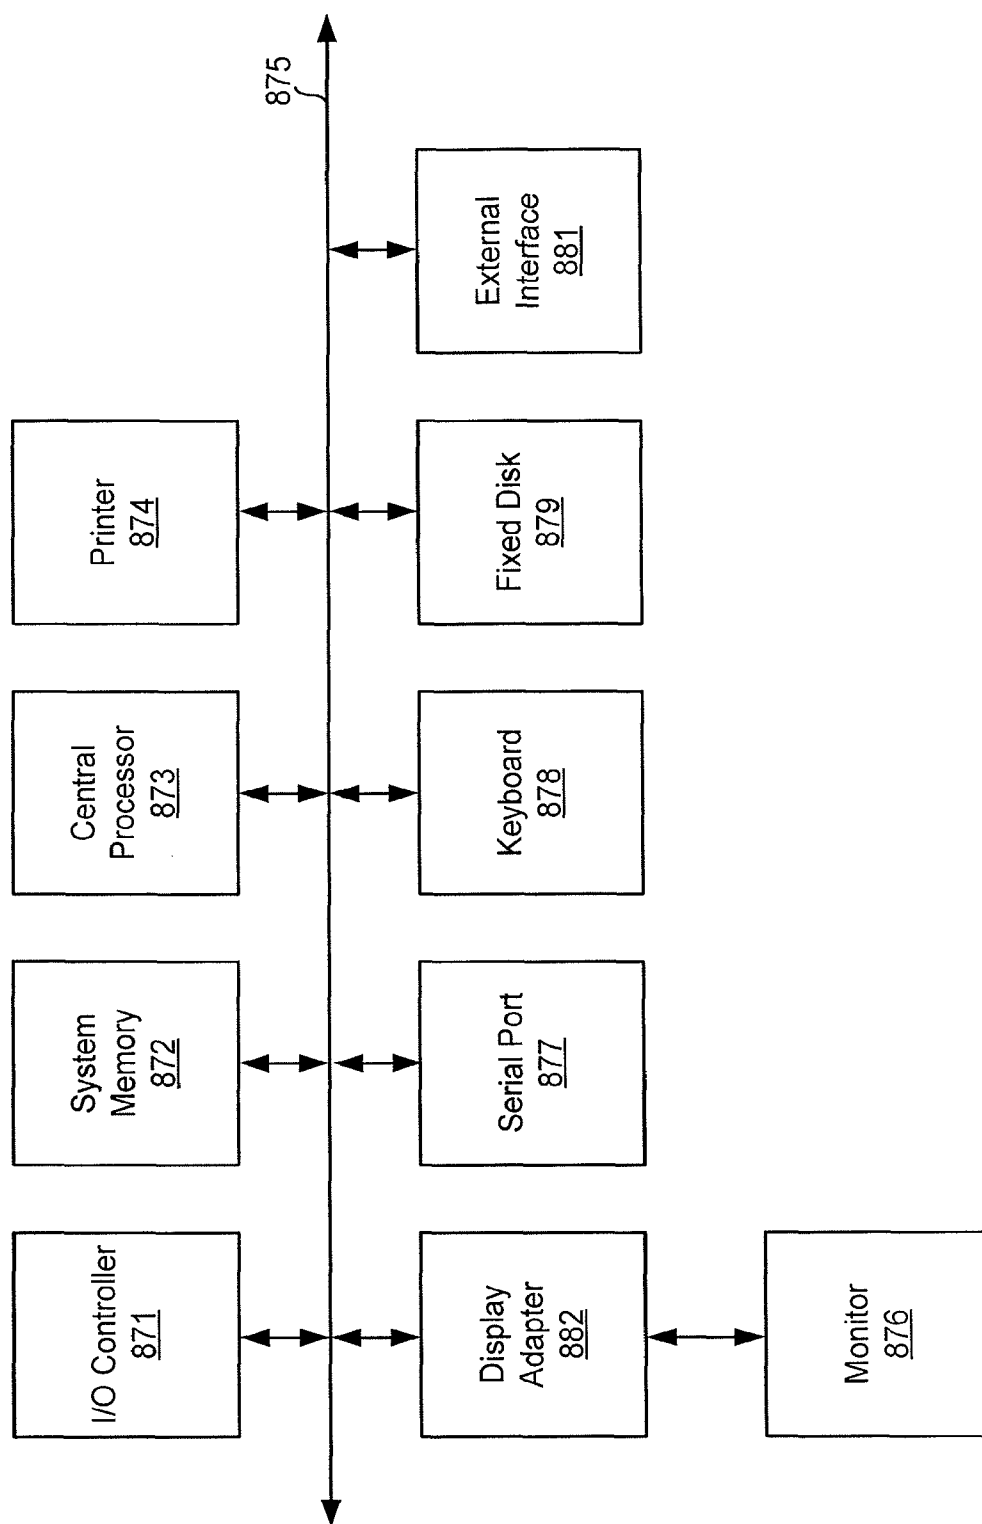 I/O Controller
871
System
Memory
872
Central
Processor
873
Printer
874
875
Display
Adapter
882
Serial Port
877
Keyboard
878
Fixed Disk
879
External
Interface
881
Monitor
876